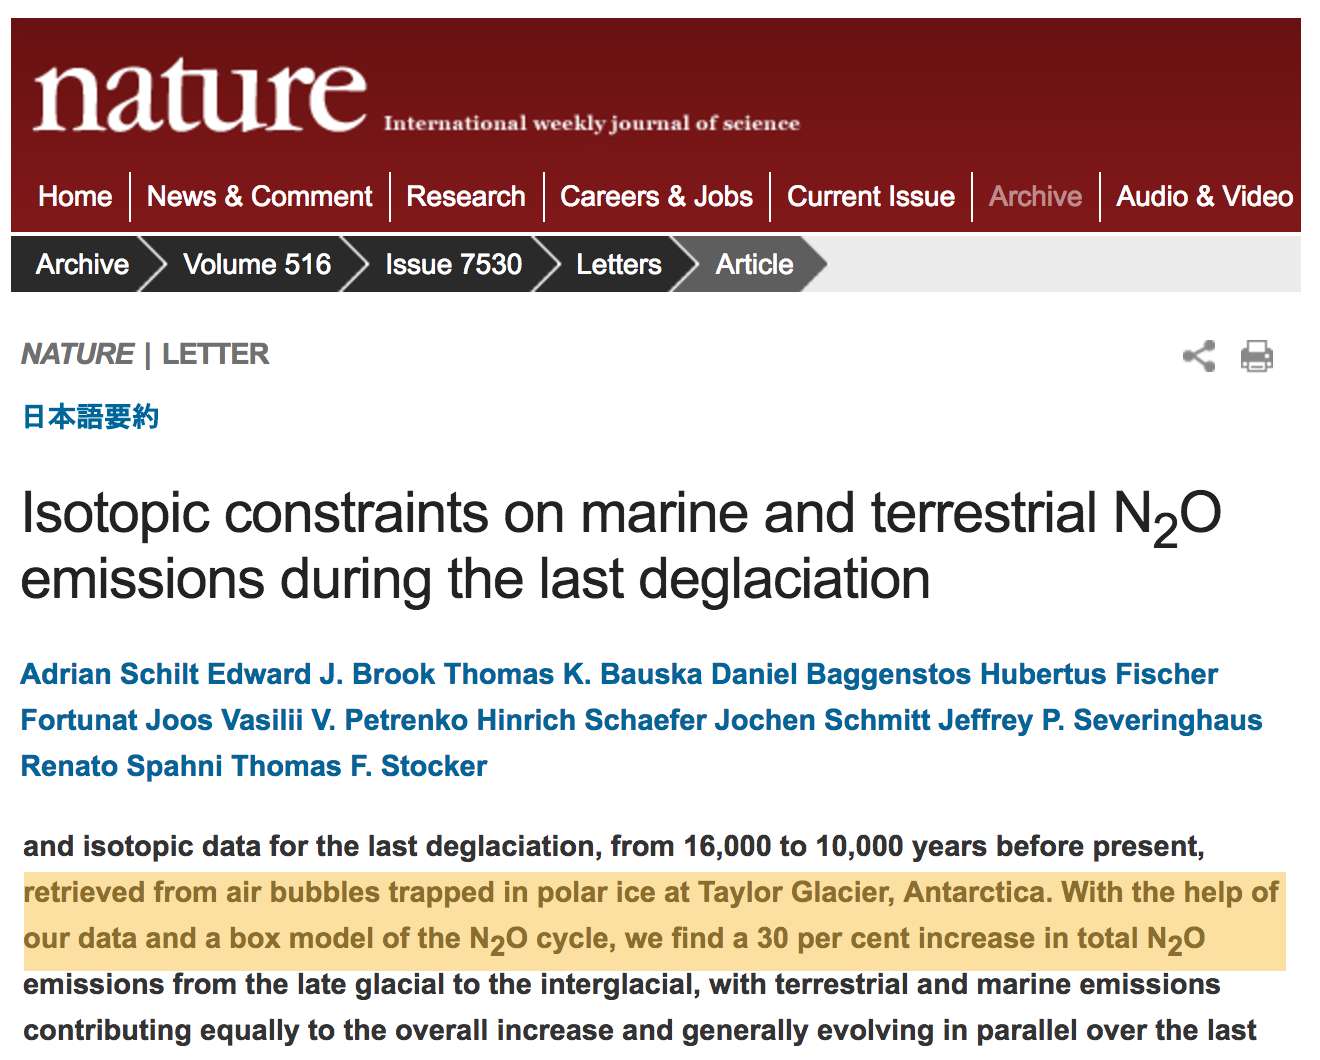 nature International weekly journal of science
Home News & Comment Research Careers & Jobs Current Issue Archive Audio & Video
Archive Volume 516 Issue 7530 Letters Article
NATURE | LETTER
日本語要約
Isotopic constraints on marine and terrestrial N2O
emissions during the last deglaciation
Adrian Schilt Edward J. Brook Thomas K. Bauska Daniel Baggenstos Hubertus Fischer
Fortunat Joos Vasilii V. Petrenko Hinrich Schaefer Jochen Schmitt Jeffrey P. Severinghaus
Renato Spahni Thomas F. Stocker
and isotopic data for the last deglaciation, from 16,000 to 10,000 years before present,
retrieved from air bubbles trapped in polar ice at Taylor Glacier, Antarctica. With the help of
our data and a box model of the N2O cycle, we find a 30 per cent increase in total N2O
emissions from the late glacial to the interglacial, with terrestrial and marine emissions
contributing equally to the overall increase and generally evolving in parallel over the last